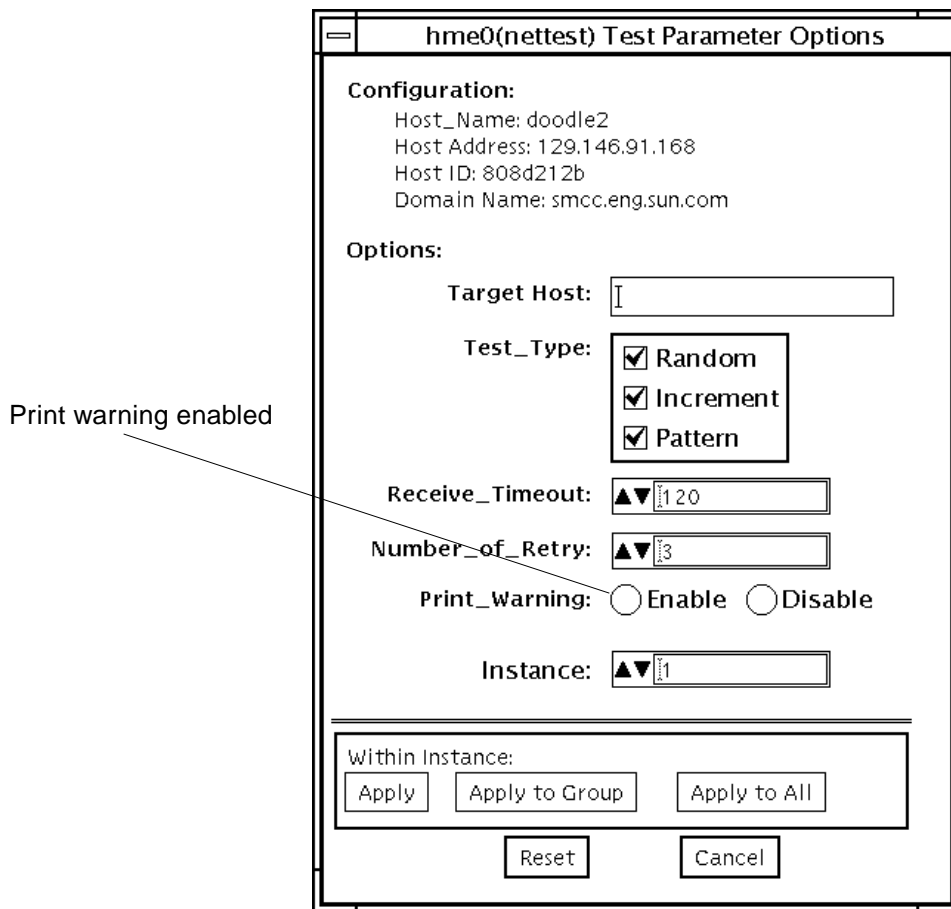 hme0(nettest) Test Parameter Options
Configuration:
Host_Name: doodle2
Host Address: 129.146.91.168
Host ID: 808d212b
Domain Name: smcc.eng.sun.com
Options:
Target Host:
Test_Type:
Random
Increment
Pattern
Print warning enabled
Receive_Timeout: 120
Number_of_Retry: 3
Print_Warning: Enable Disable
Instance: 1
Within Instance:
Apply Apply to Group Apply to All
Reset Cancel